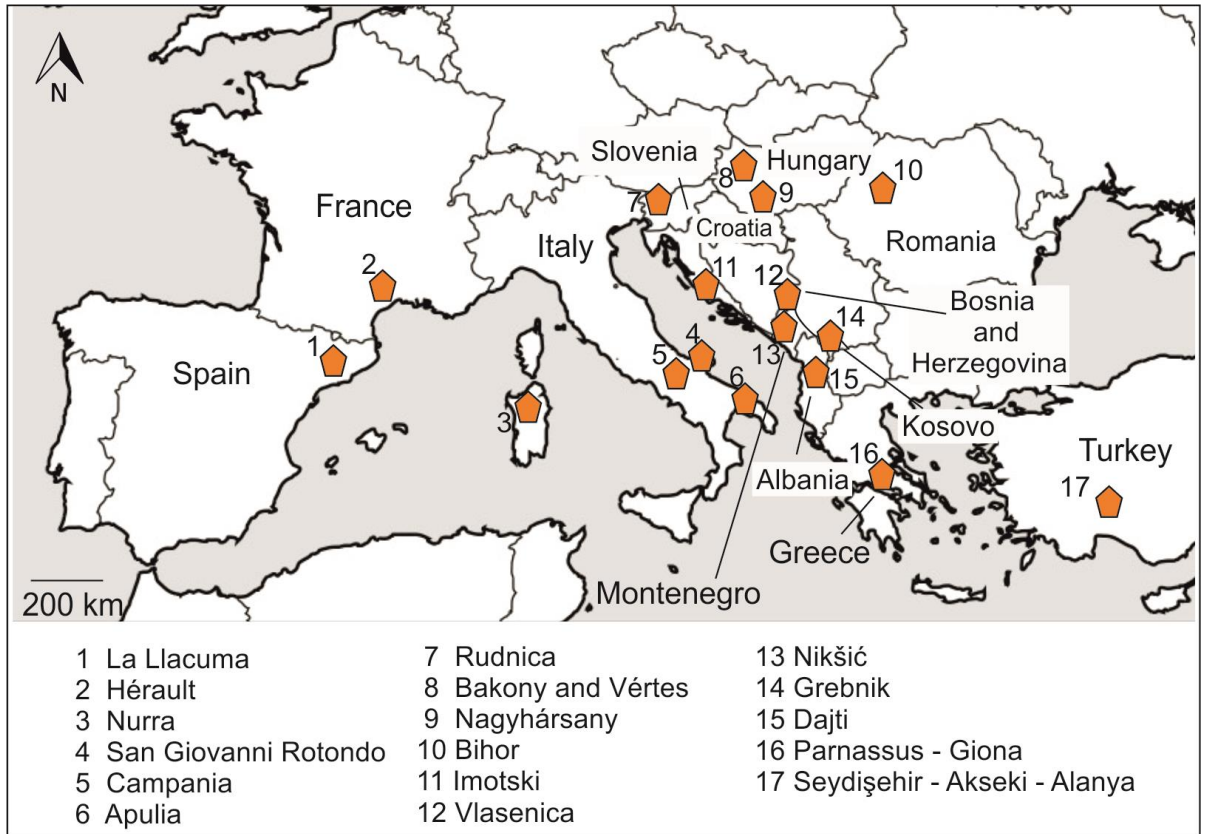 N
Slovenia
8
Hungary
10
9
7
France
Croatia
Italy
Romania
2
11
12
Bosnia
and
Herzegovina
14
1
4
13
Spain
5
15
6
3
Kosovo
Turkey
16
Albania
17
Greece
Montenegro
200 km
1 La Llacuma
2 Hérault
3 Nurra
4 San Giovanni Rotondo
5 Campania
6 Apulia
7 Rudnica
8 Bakony and Vértes
9 Nagyhársany
10 Bihor
11 Imotski
12 Vlasenica
13 Nikšić
14 Grebnik
15 Dajti
16 Parnassus - Giona
17 Seydişehir - Akseki - Alanya